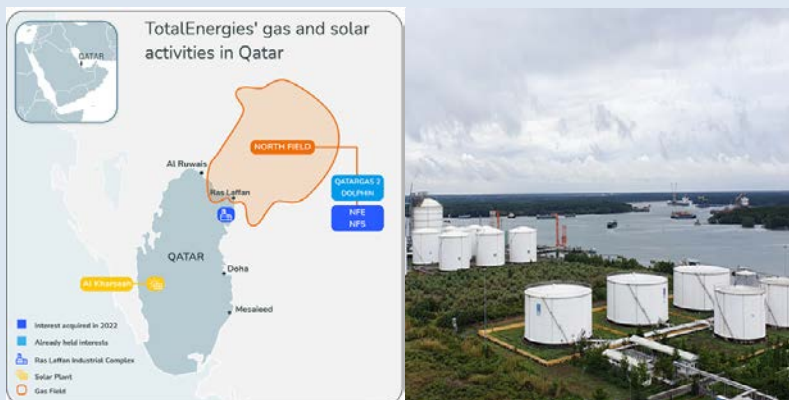 TotalEnergies' gas and solar
activities in Qatar
QATAR
NORTH FIELD
Al Ruwais
QATARGAS 2
DOLPHIN
Ras Laffan
NFE
NFS
QATAR
Doha
Al Kharsaah
Mesaieed
Interest acquired in 2022
Already held interests
Ras Laffan Industrial Complex
Solar Plant
Gas Field